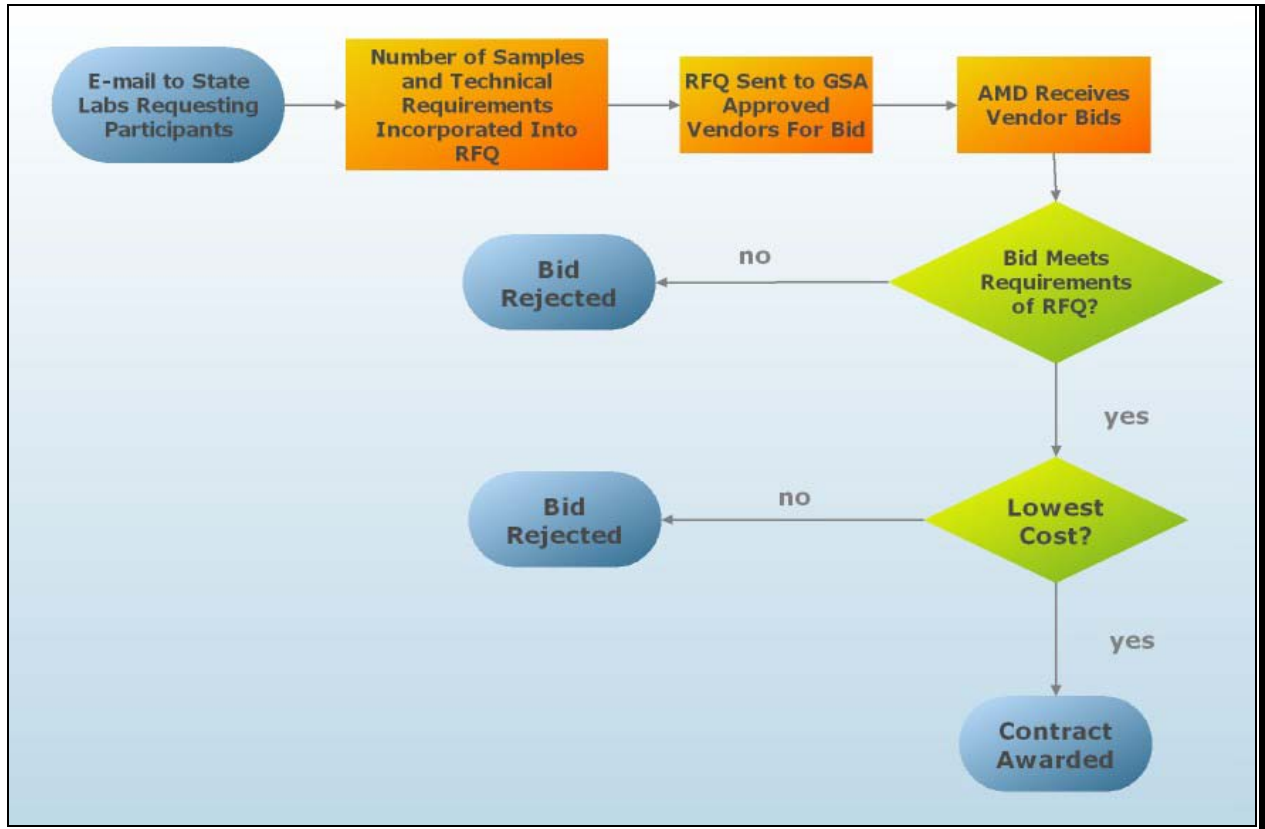 E-mail to State
Labs Requesting
Participants
Number of Samples
and Technical
Requirements
Incorporated Into
RFQ
RFQ Sent to GSA
Approved
Vendors For Bid
AMD Receives
Vendor Bids
Bid Meets
Requirements
of RFQ?
no
Bid
Rejected
yes
Lowest
Cost?
no
Bid
Rejected
yes
Contract
Awarded